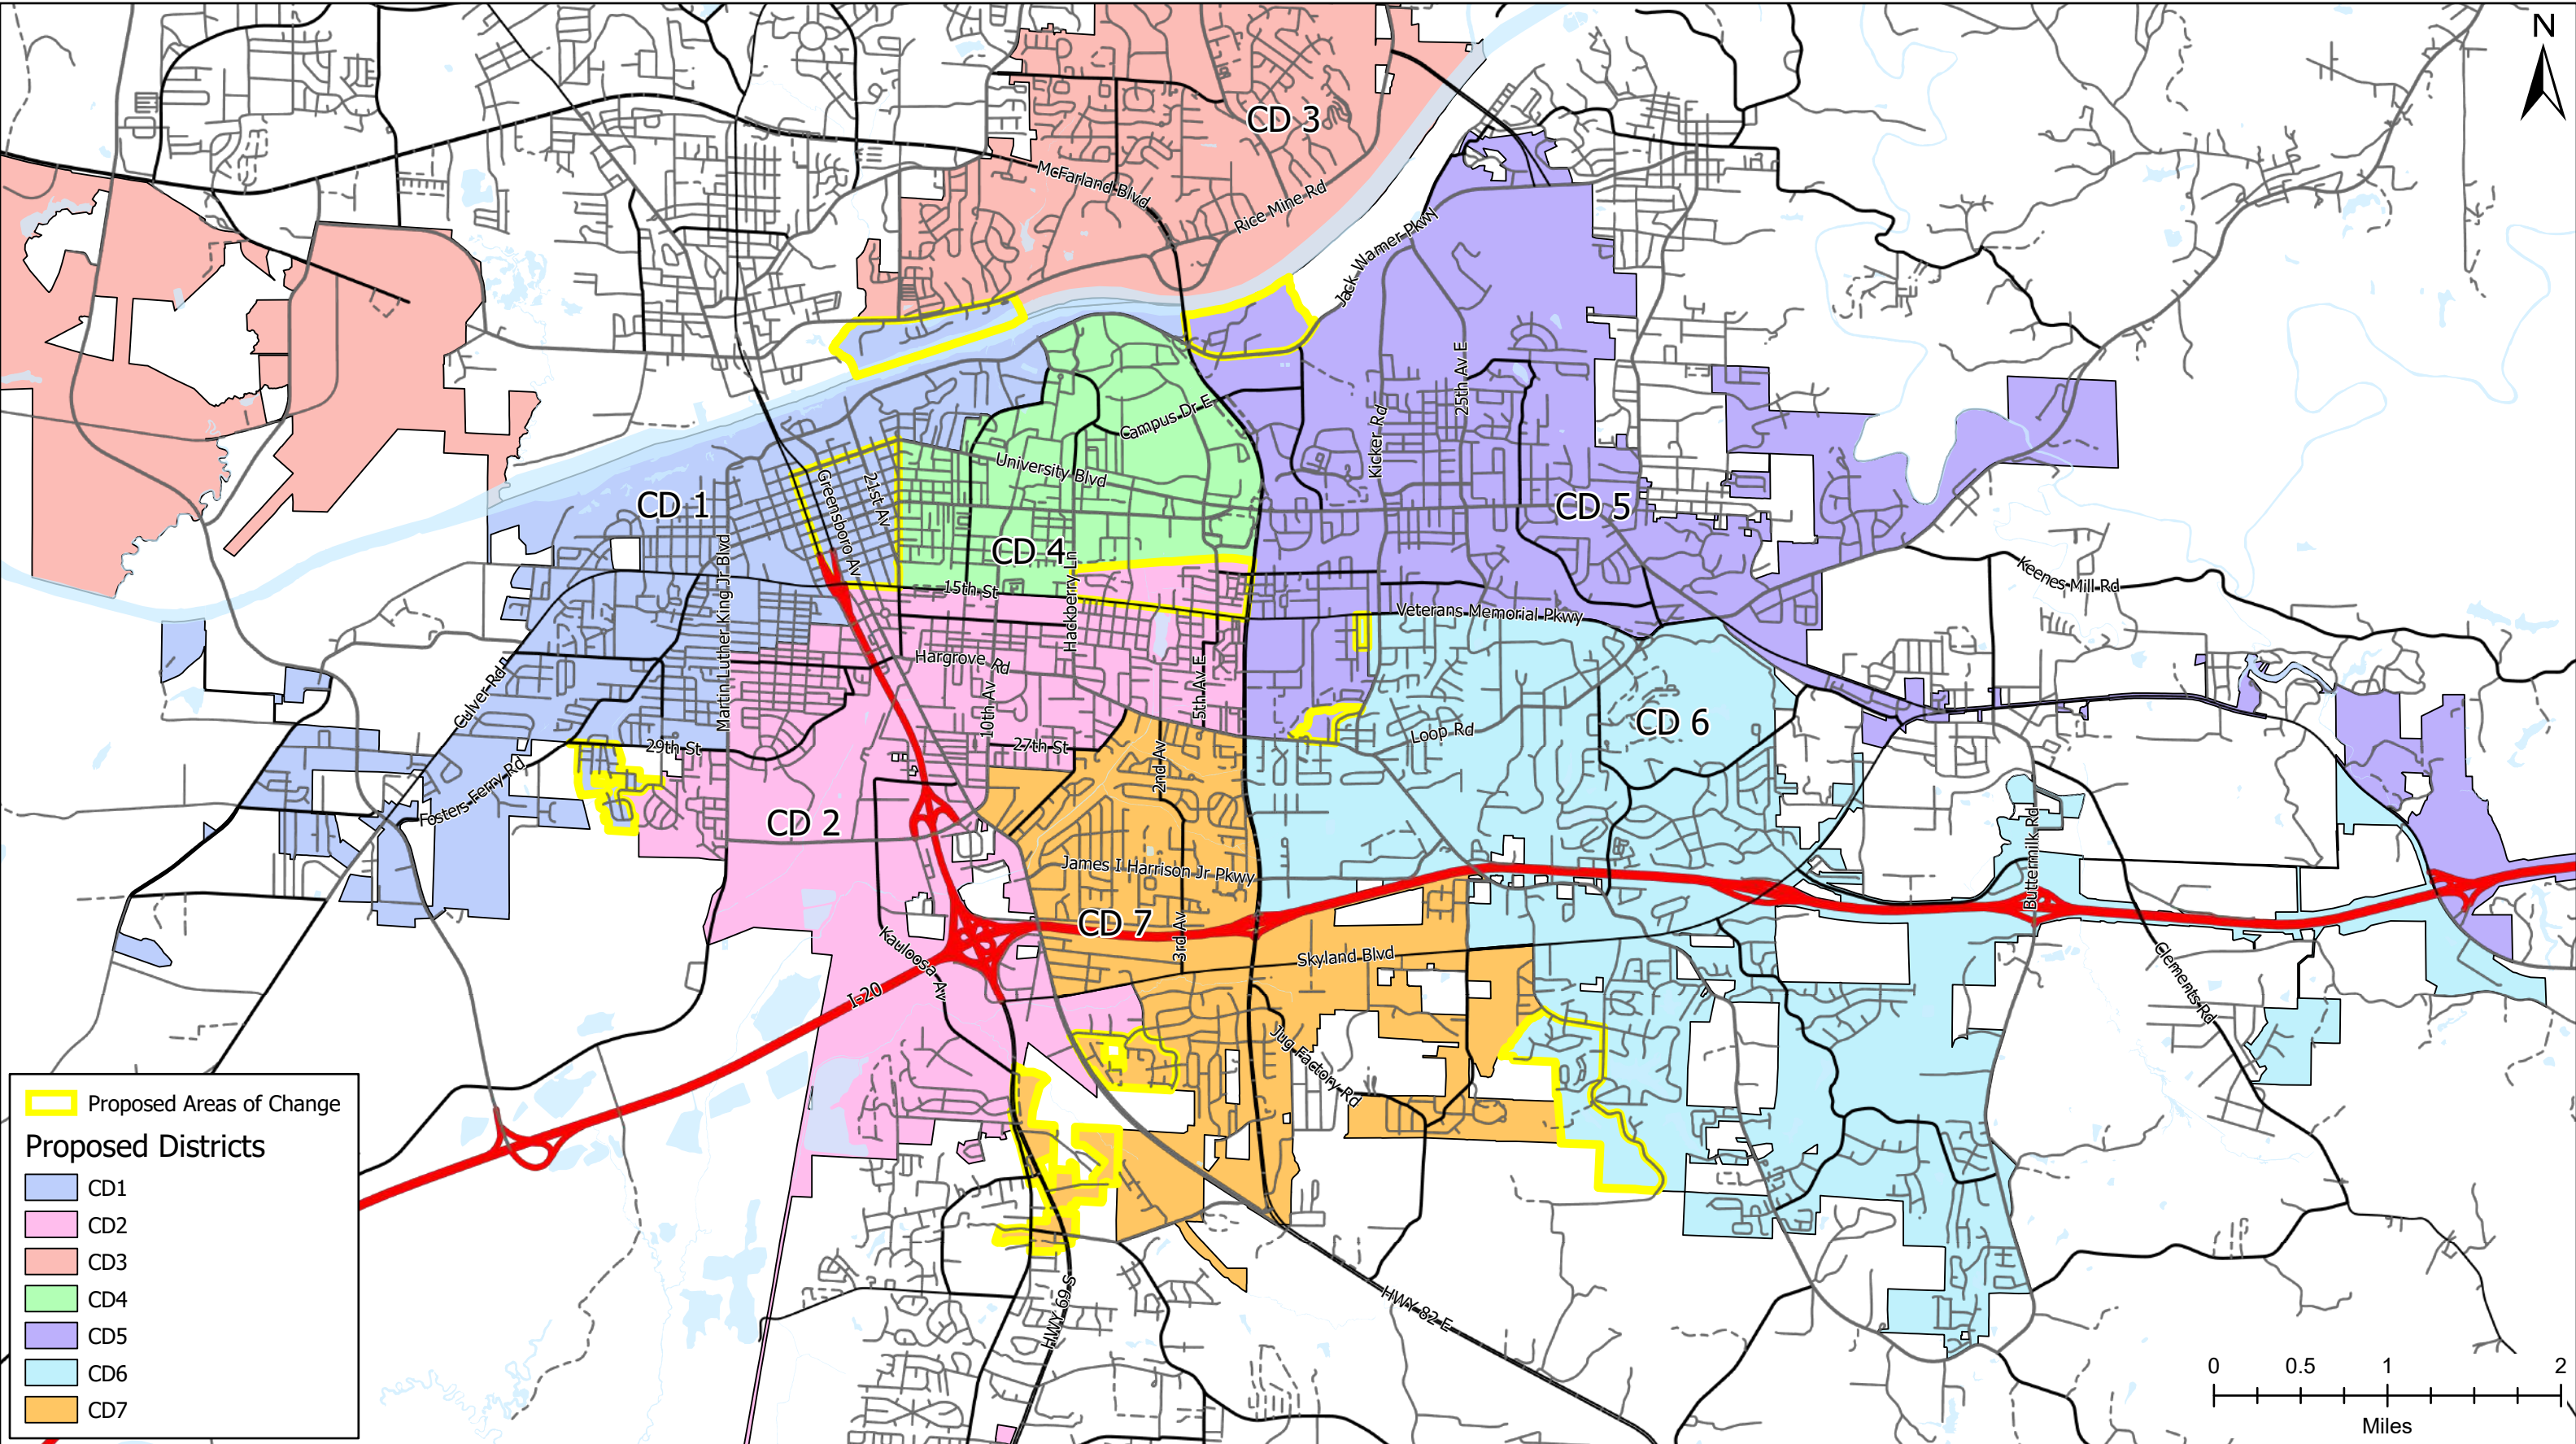 N
CD 3
McFarland Blvd
Rice Mine Rd
Jack Warner Pkwy
Campus Dr E
25th Av E
Kicker Rd
University Blvd
Greensboro Av
21st Av
CD 1
CD 5
CD 4
Hackberry Ln
15th St
Martin Luther King Jr Blvd
Veterans Memorial Pkwy
Keenes Mill Rd
Hargrove Rd
5th Av E
10th Av
Culver Rd
CD 6
Loop Rd
29th St
27th St
2nd Av
Fosters Ferry Rd
CD 2
James I Harrison Jr Pkwy
Buttermilk Rd
CD 7
3rd Av
Kauloosa Av
Skyland Blvd
I-20
Clements Rd
Jug Factory Rd
HWY 69 S
HWY 82 E
Proposed Areas of Change
Proposed Districts
CD1
CD2
CD3
CD4
CD5
CD6
CD7
0 0.5 1 2
Miles